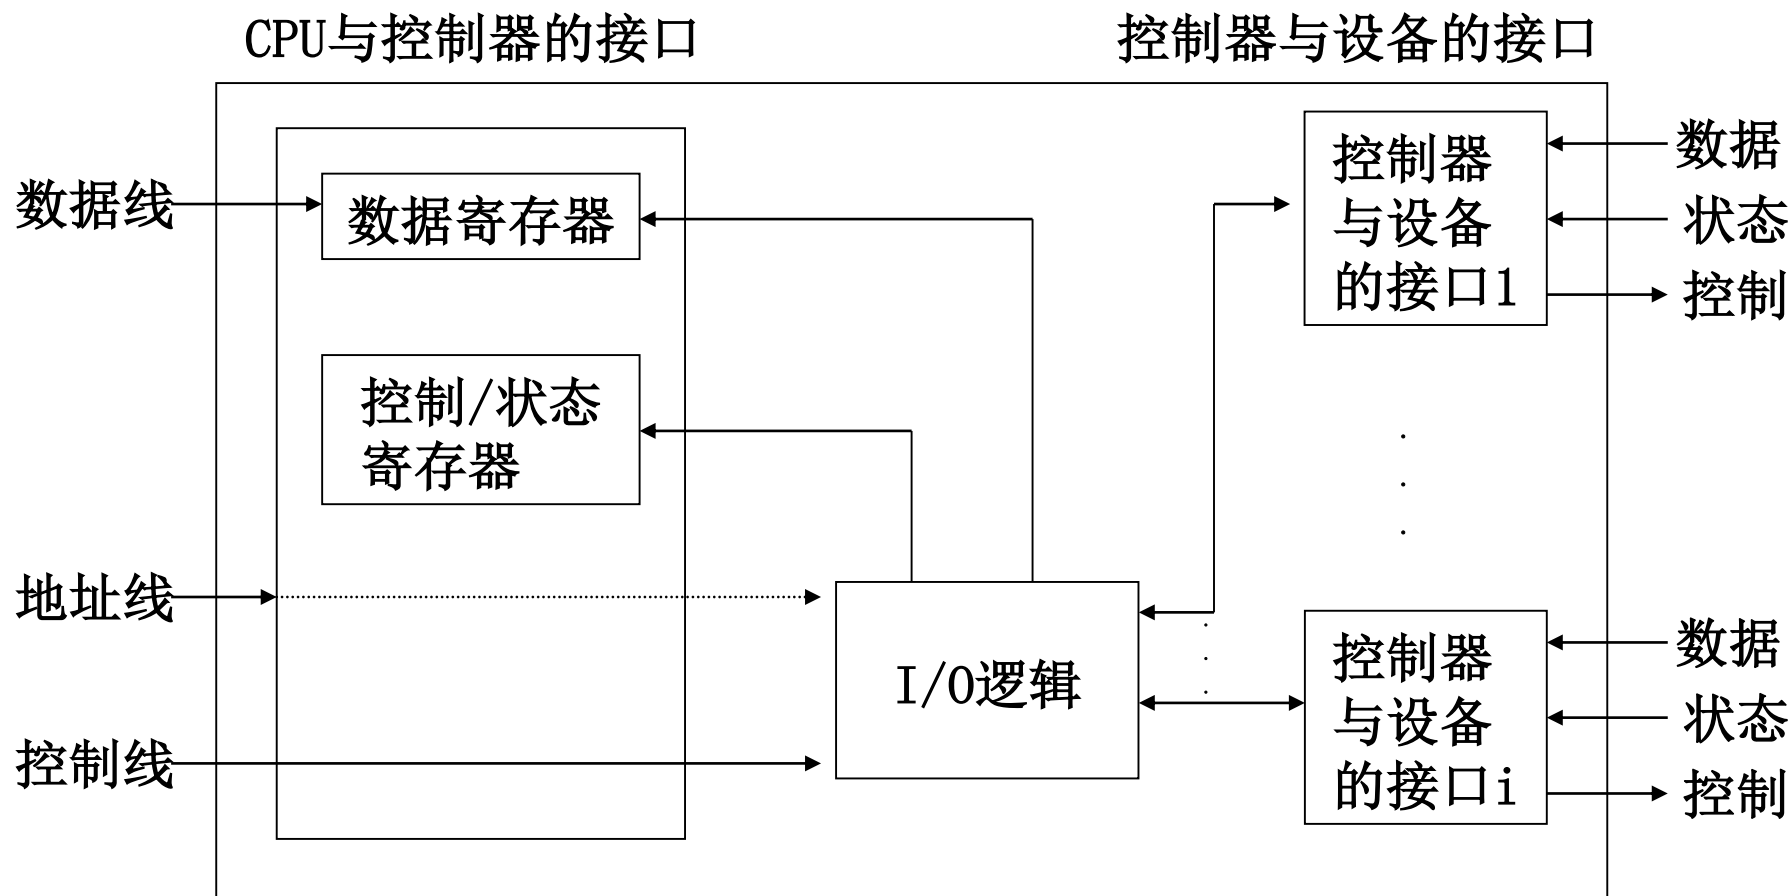 CPU与控制器的接口
控制器与设备的接口
数据线
数据寄存器
控制/状态
寄存器
地址线
控制线
I/O逻辑
控制器
与设备
的接口1
数据
状态
控制
.
.
.
.
.
.
控制器
与设备
的接口i
数据
状态
控制